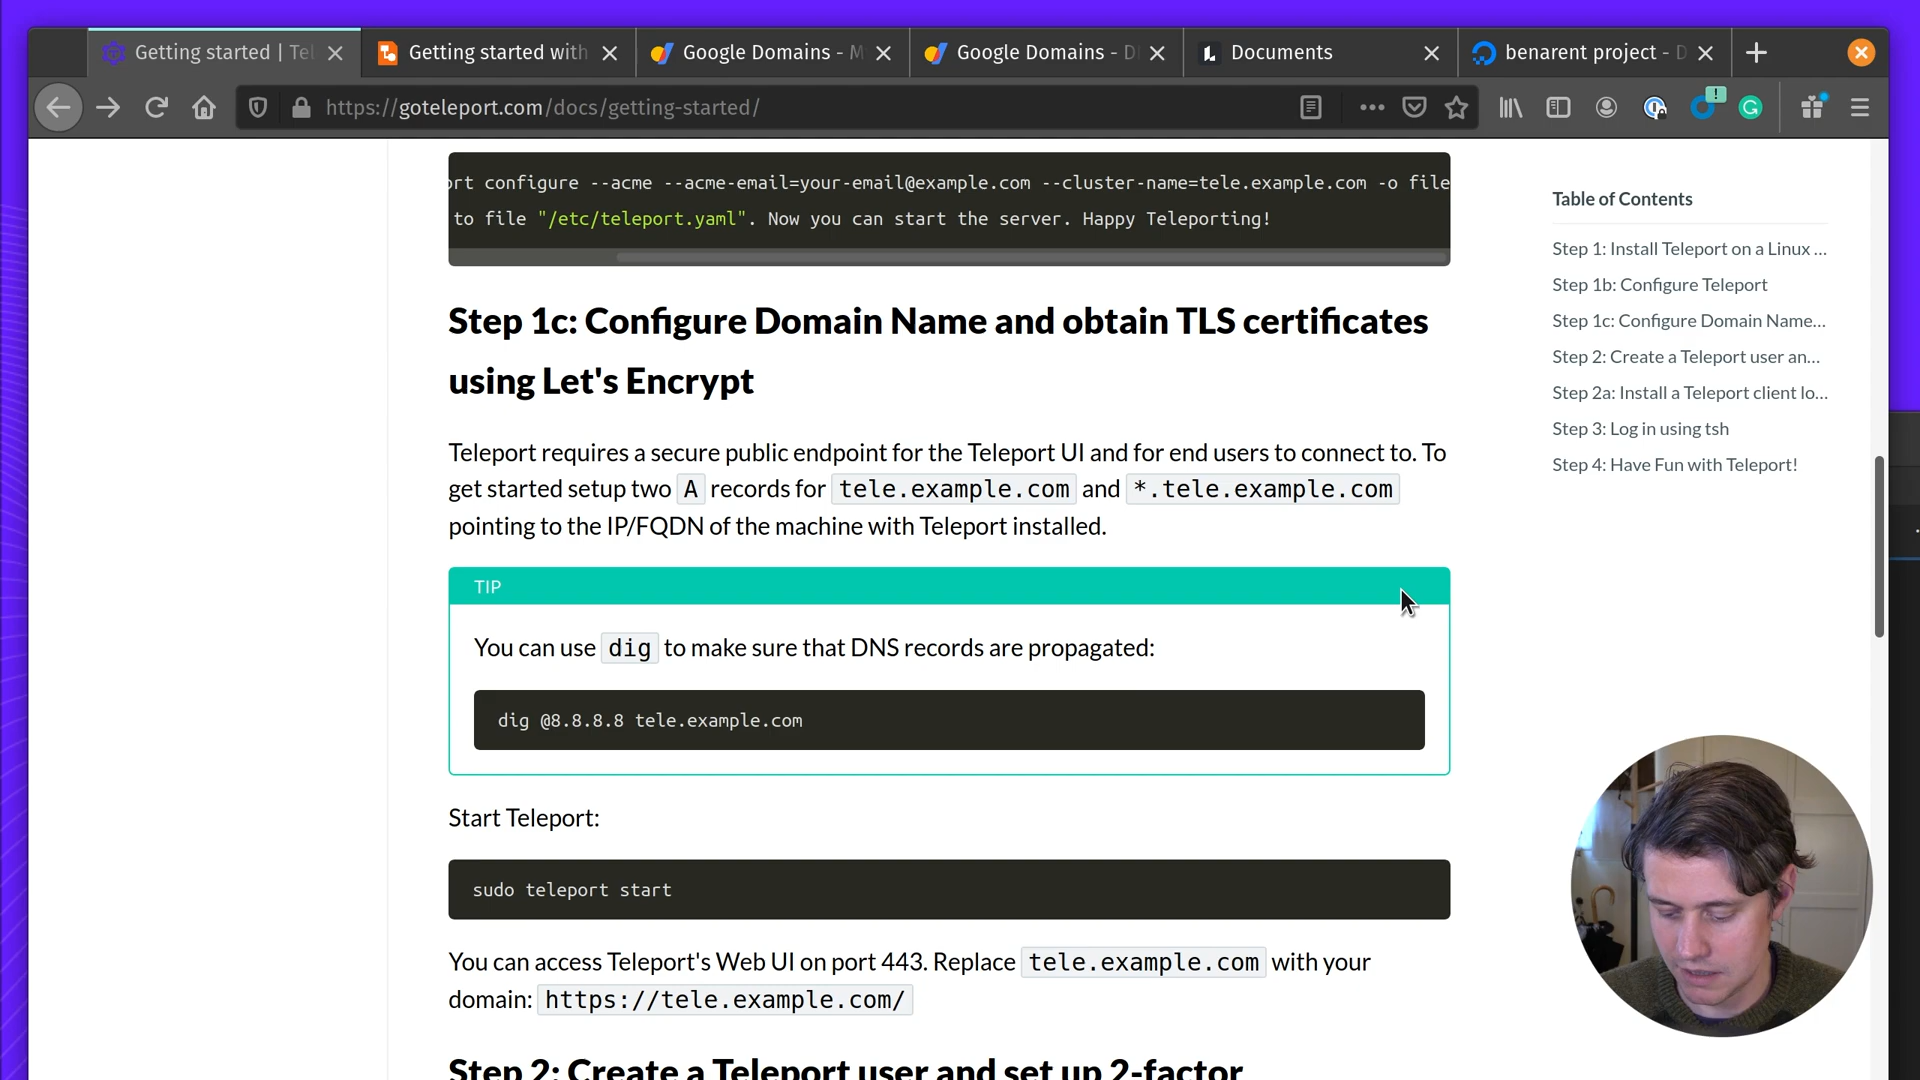 Getting started | Tel
Getting started with
Google Domains - M
Google Domains - D
Documents
benarent project - D
https://goteleport.com/docs/getting-started/
ort configure --acme --acme-email=your-email@example.com --cluster-name=tele.example.com -o file
to file "/etc/teleport.yaml". Now you can start the server. Happy Teleporting!
Step 1c: Configure Domain Name and obtain TLS certificates
using Let's Encrypt
Teleport requires a secure public endpoint for the Teleport UI and for end users to connect to. To
get started setup two A records for tele.example.com and *.tele.example.com
pointing to the IP/FQDN of the machine with Teleport installed.
TIP
You can use dig to make sure that DNS records are propagated:
dig @8.8.8.8 tele.example.com
Start Teleport:
sudo teleport start
You can access Teleport's Web UI on port 443. Replace tele.example.com with your
domain: https://tele.example.com/
Step 2: Create a Teleport user and set up 2-factor
Table of Contents
Step 1: Install Teleport on a Linux ...
Step 1b: Configure Teleport
Step 1c: Configure Domain Name...
Step 2: Create a Teleport user an...
Step 2a: Install a Teleport client lo...
Step 3: Log in using tsh
Step 4: Have Fun with Teleport!